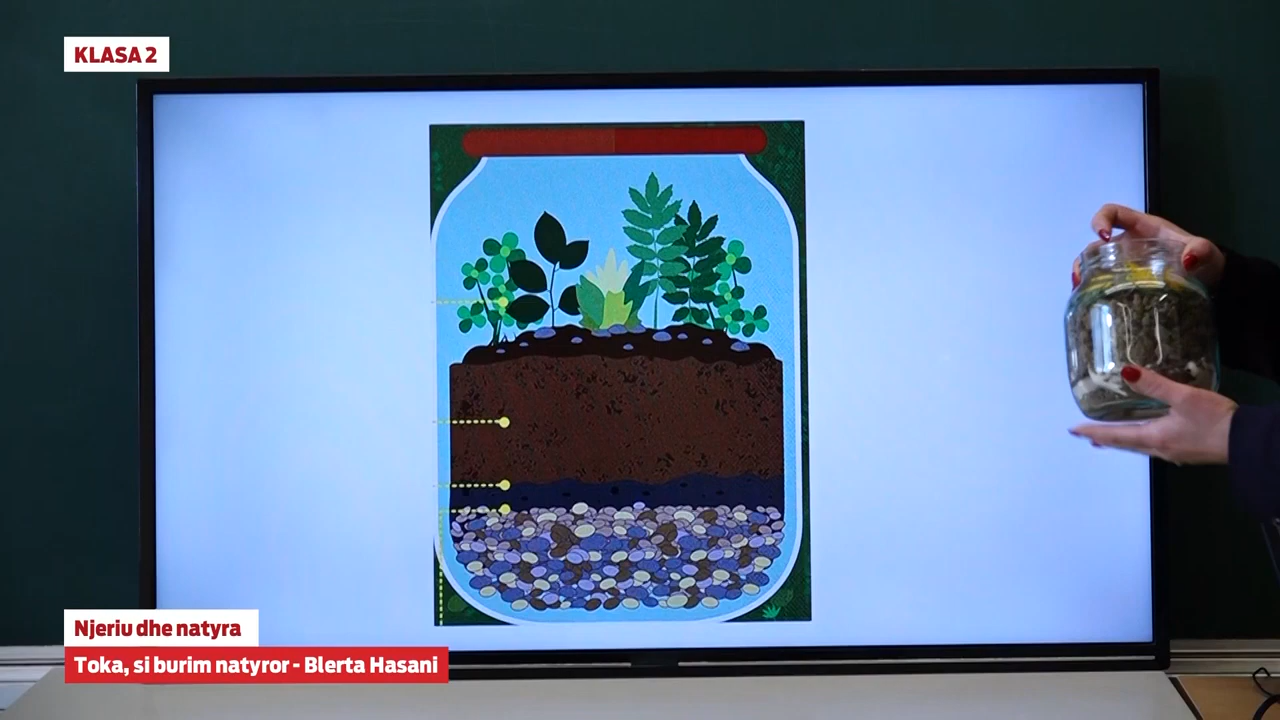 KLASA 2
Njeriu dhe natyra
Toka, si burim natyror - Blerta Hasani